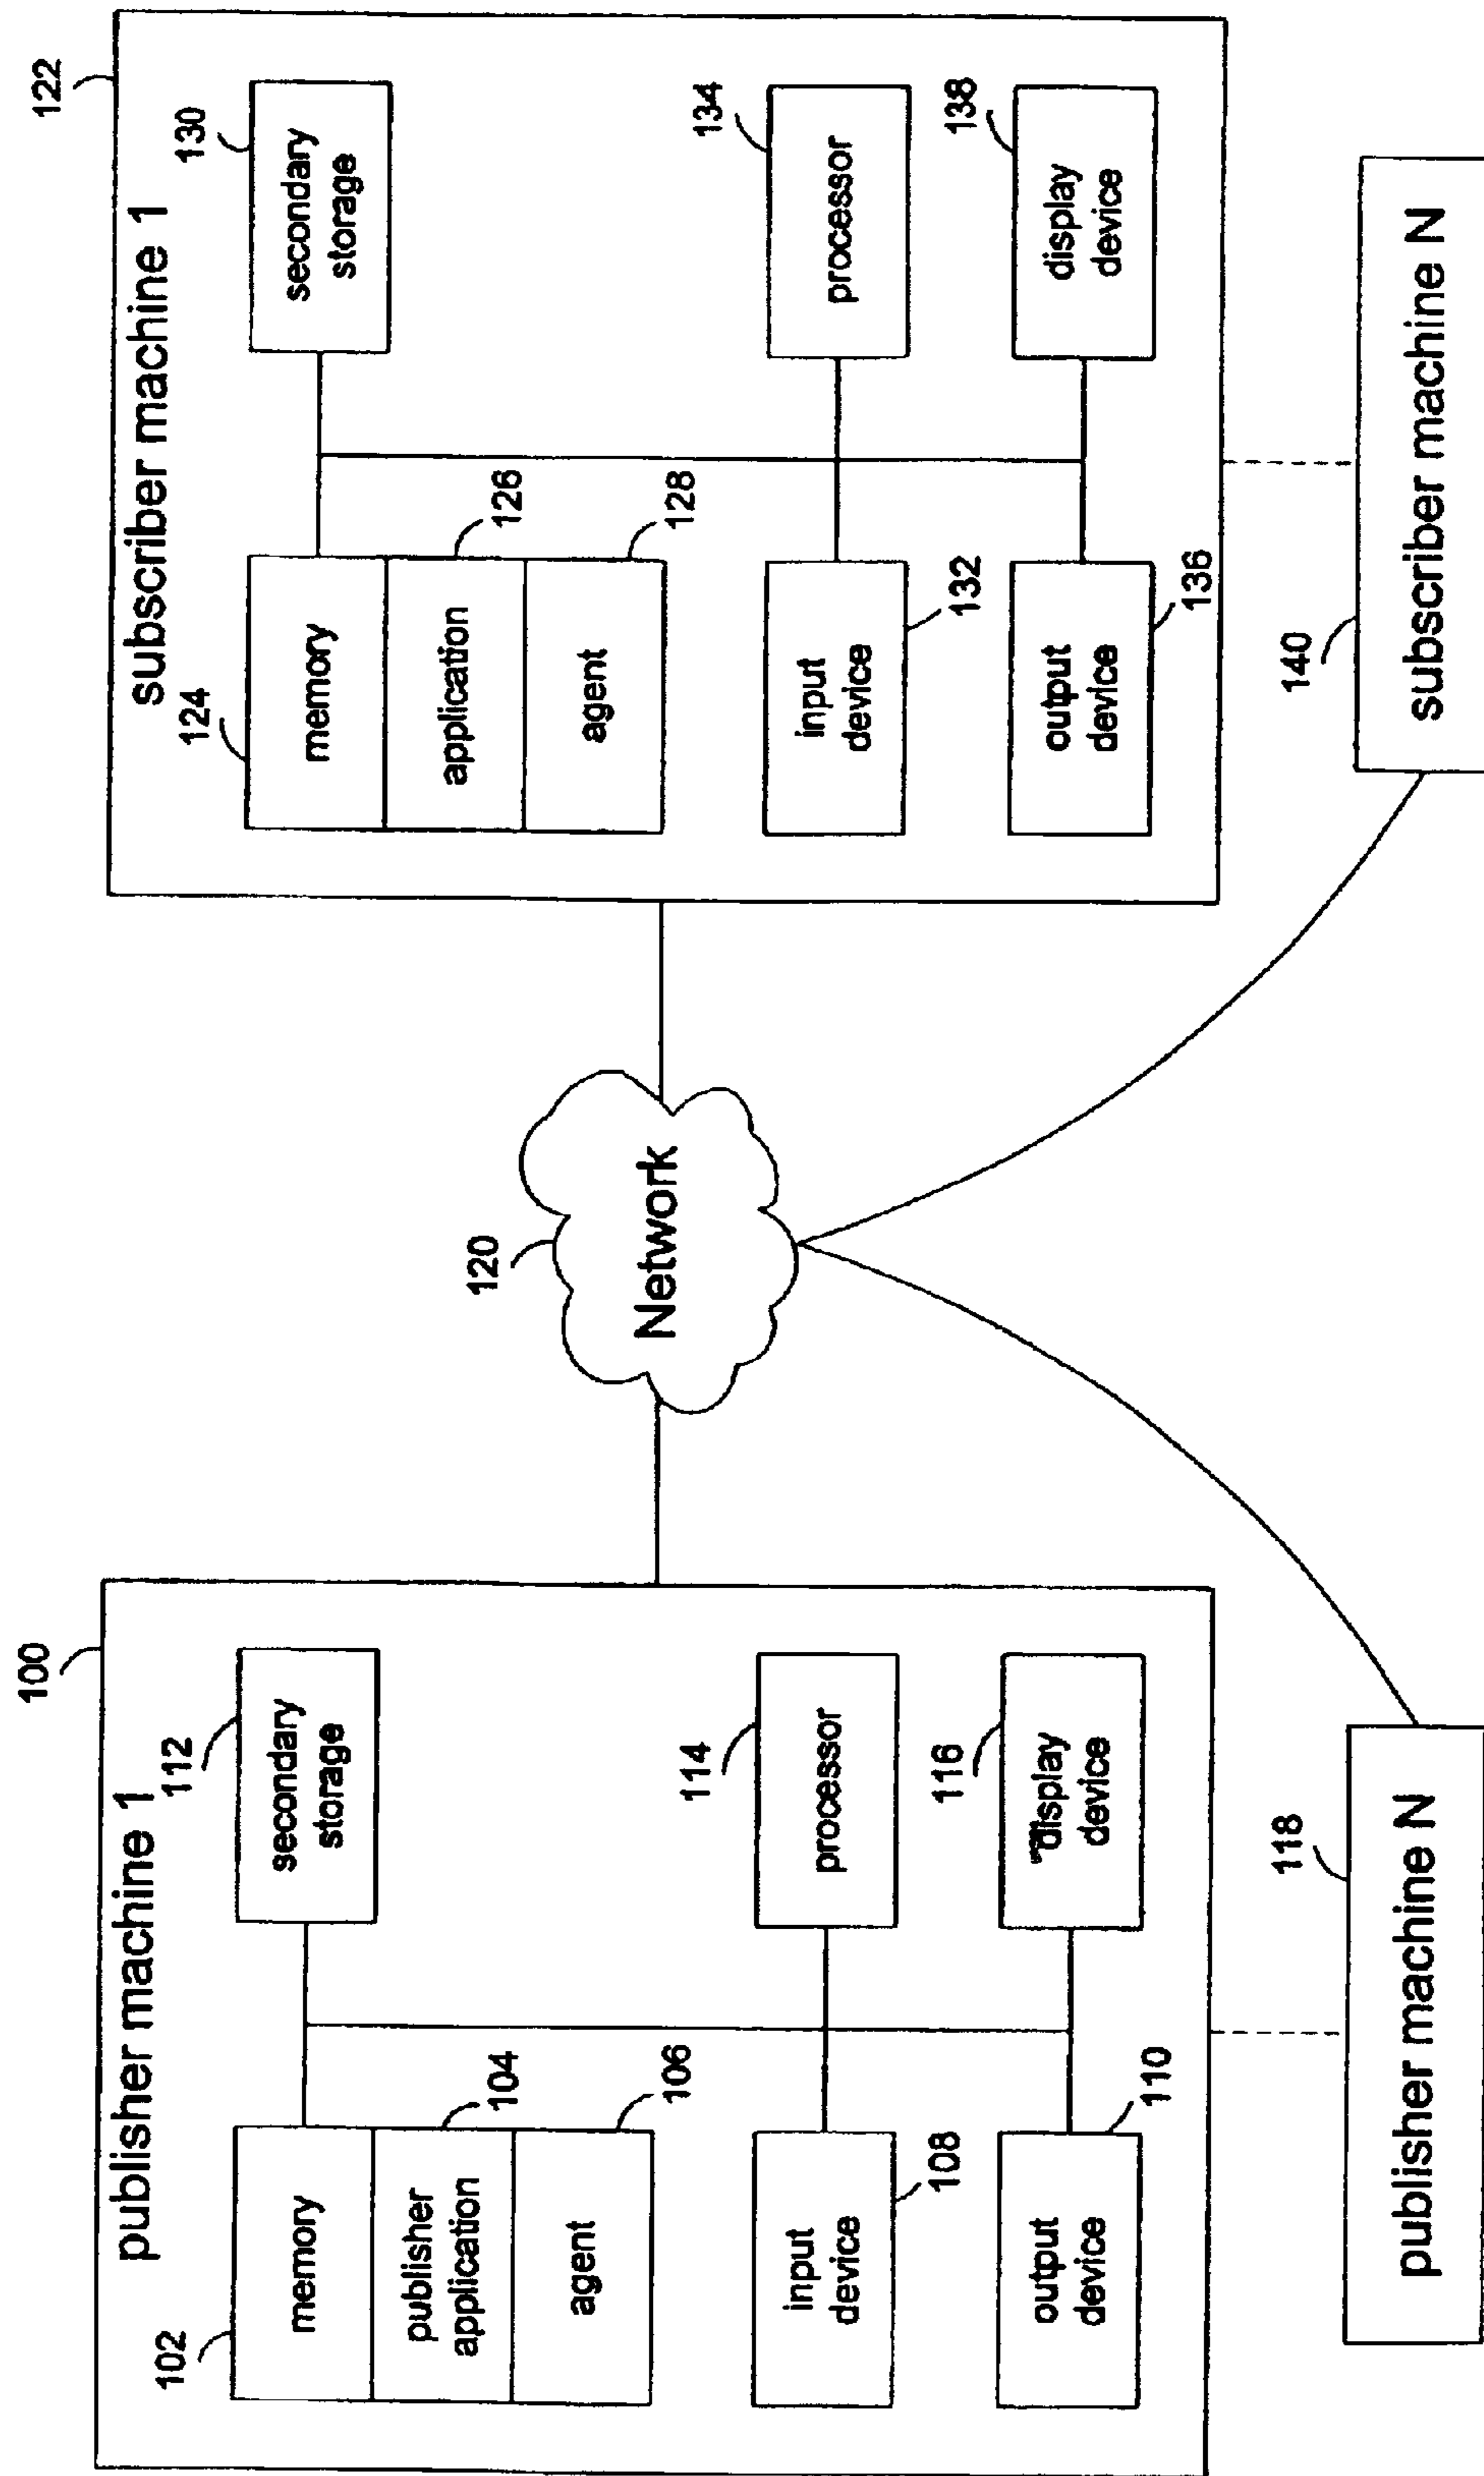 100
publisher machine 1
102
memory
112
secondary
storage
publisher
application
104
agent
106
input
device
108
114
processor
output
device
110
116
display
device
118
publisher machine N
120
Network
122
subscriber machine 1
124
memory
130
secondary
storage
application
126
agent
128
input
device
132
134
processor
output
device
136
138
display
device
140
subscriber machine N